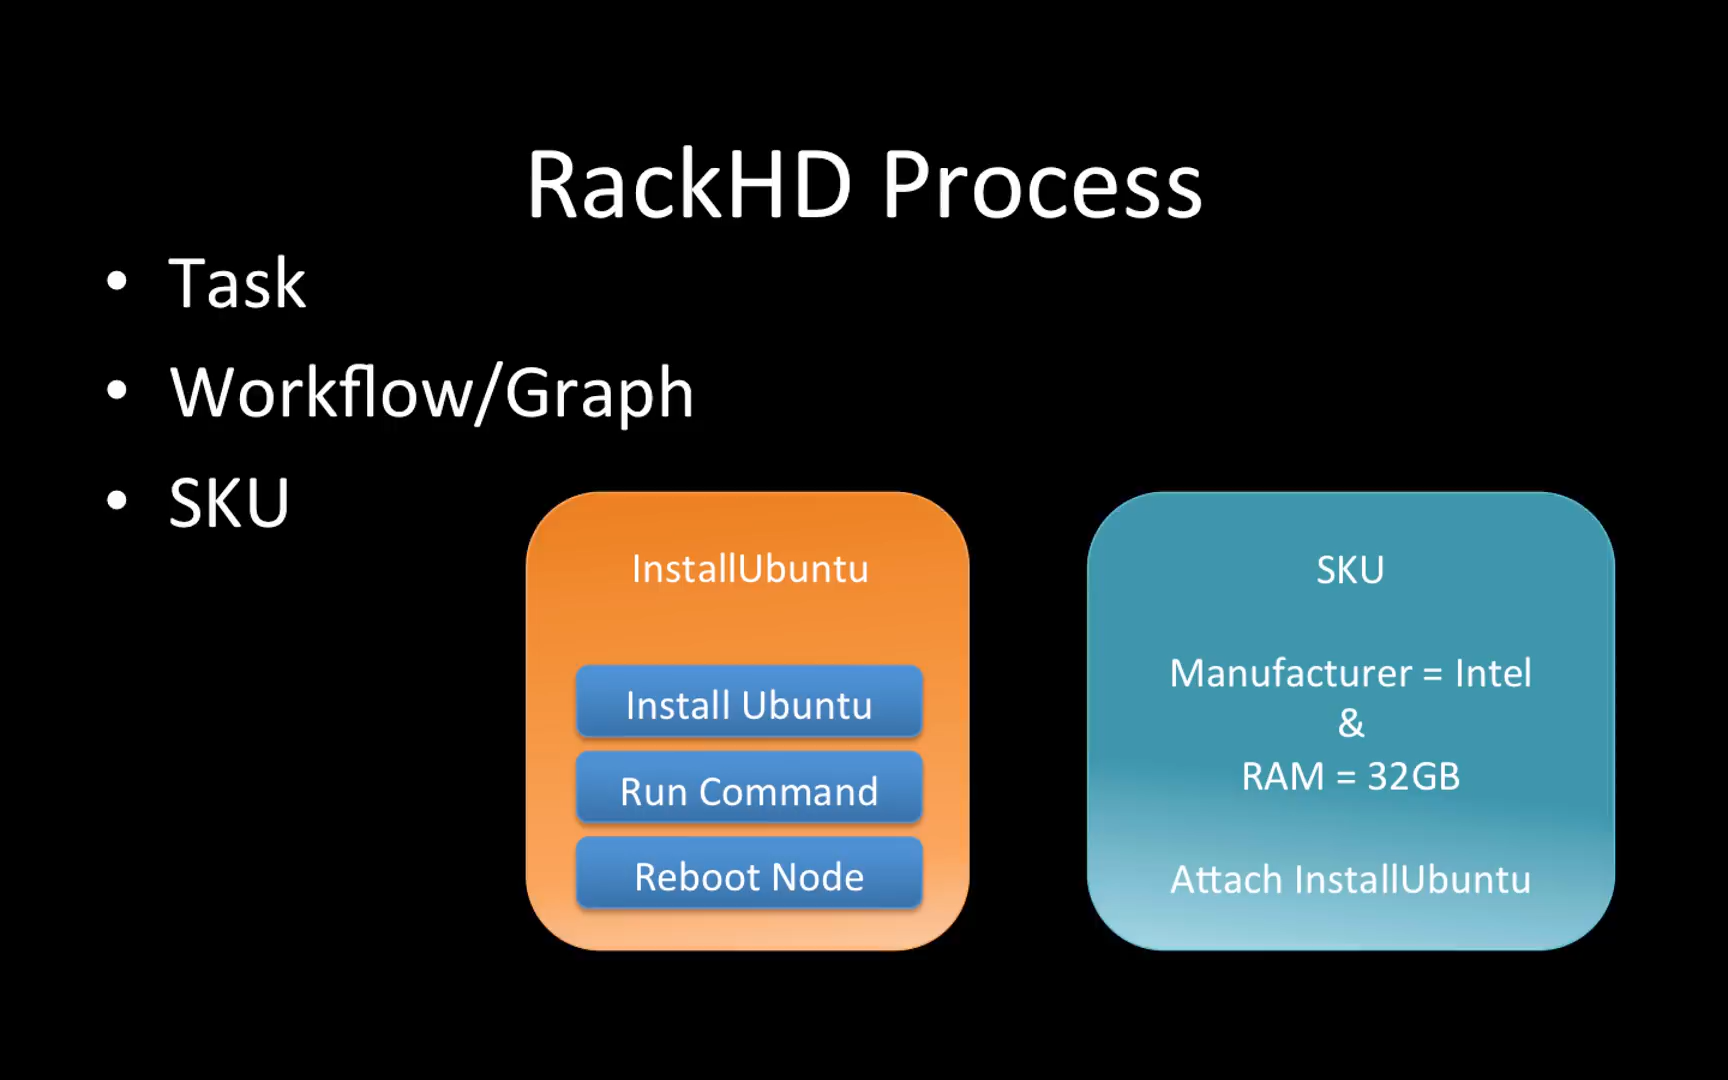 RackHD Process
• Task
• Workflow/Graph
• SKU
InstallUbuntu
Install Ubuntu
Run Command
Reboot Node
SKU
Manufacturer = Intel
&
RAM = 32GB
Attach InstallUbuntu